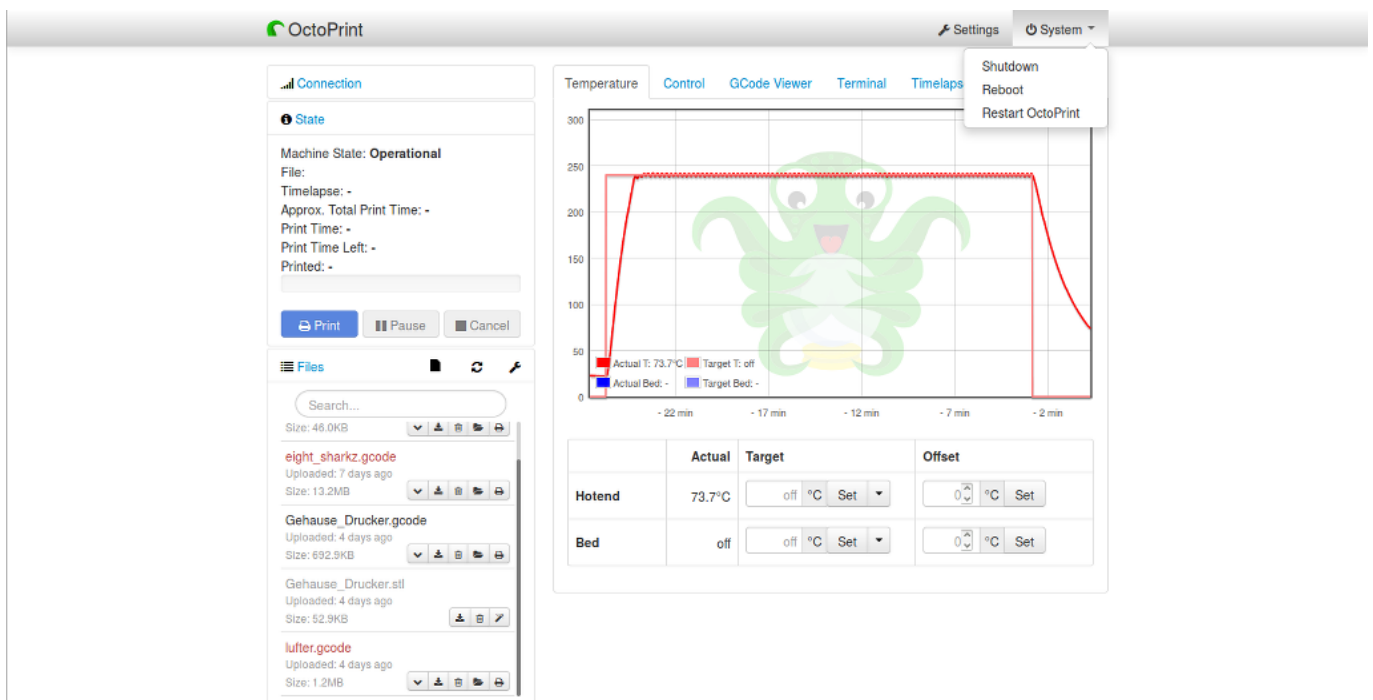 OctoPrint
Settings
System
Shutdown
Reboot
Restart OctoPrint
Connection
State
Machine State: Operational
File:
Timelapse: -
Approx. Total Print Time: -
Print Time: -
Print Time Left: -
Printed: -
Print
Pause
Cancel
Files
Search...
Size: 46.0KB
eight_sharkz.gcode
Uploaded: 7 days ago
Size: 13.2MB
Gehause_Drucker.gcode
Uploaded: 4 days ago
Size: 692.9KB
Gehause_Drucker.stl
Uploaded: 4 days ago
Size: 52.9KB
lufter.gcode
Uploaded: 4 days ago
Size: 1.2MB
Temperature Control GCode Viewer Terminal Timelaps
300
250
200
150
100
50
0
Actual T: 73.7°C Target T: off
Actual Bed: - Target Bed: -
- 22 min - 17 min - 12 min - 7 min - 2 min
Actual Target Offset
Hotend 73.7°C off °C Set 0 °C Set
Bed off off °C Set 0 °C Set